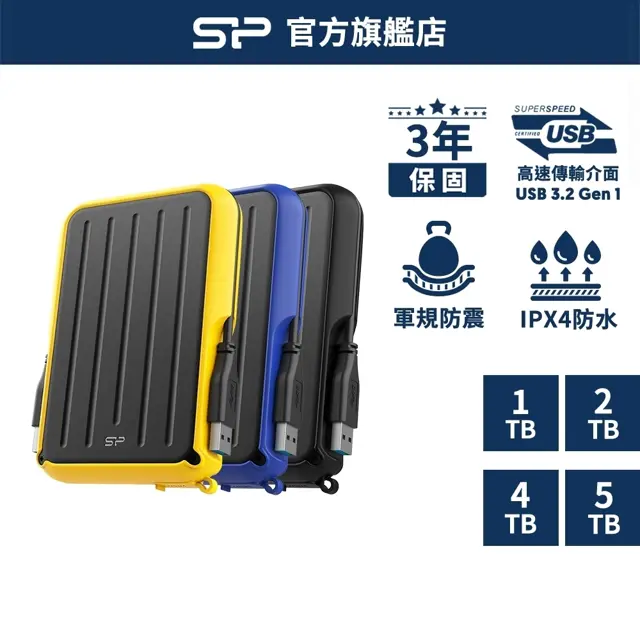 SP 官方旗艦店
3年
保固
SUPERSPEED
CERTIFIED USB
高速傳輸介面
USB 3.2 Gen 1
軍規防震
IPX4防水
SP
1
TB
2
TB
4
TB
5
TB